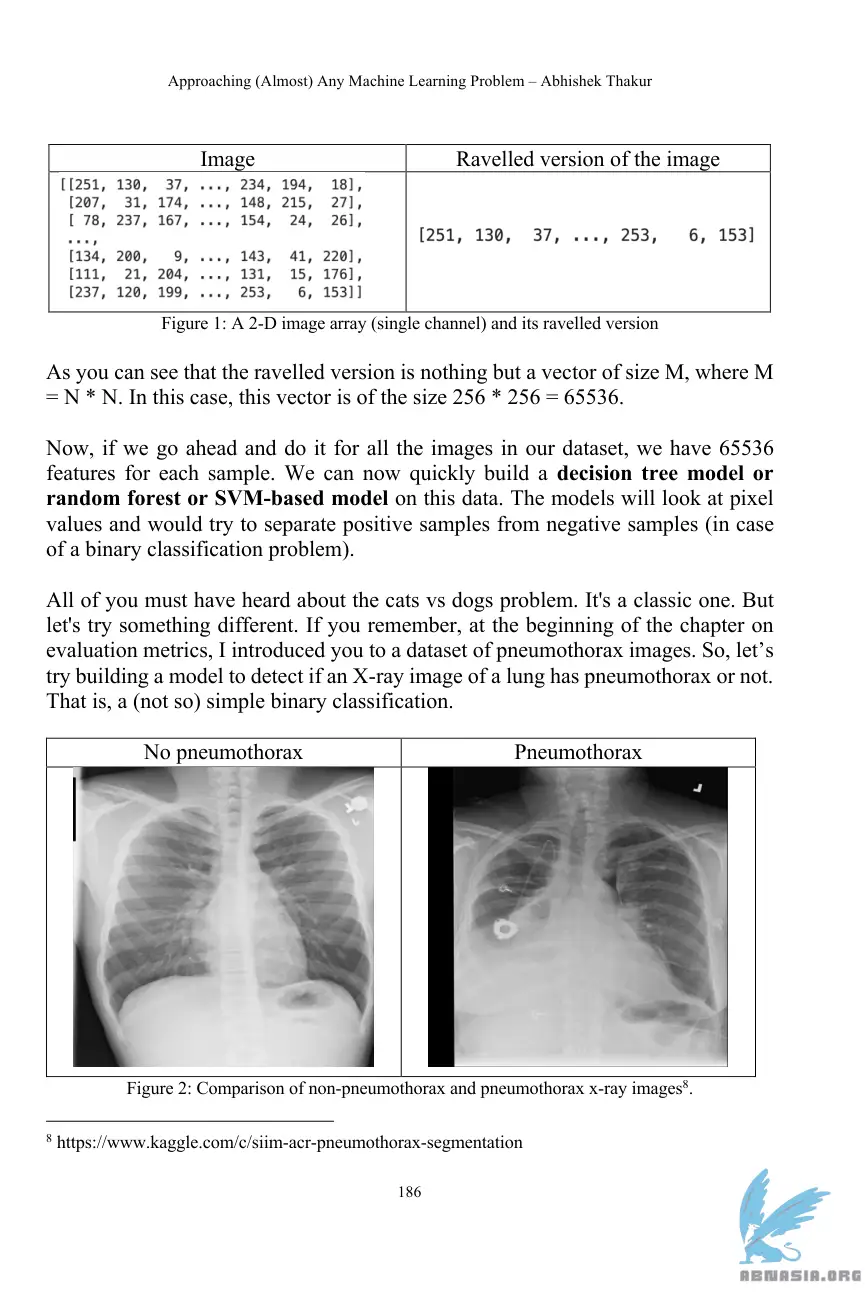 Approaching (Almost) Any Machine Learning Problem – Abhishek Thakur
Image Ravelled version of the image
[[251, 130, 37, ..., 234, 194, 18],
[207, 31, 174, ..., 148, 215, 27],
[ 78, 237, 167, ..., 154, 24, 26],
...,
[134, 200, 9, ..., 143, 41, 220],
[111, 21, 204, ..., 131, 15, 176],
[237, 120, 199, ..., 253, 6, 153]]
[251, 130, 37, ..., 253, 6, 153]
Figure 1: A 2-D image array (single channel) and its ravelled version
As you can see that the ravelled version is nothing but a vector of size M, where M
= N * N. In this case, this vector is of the size 256 * 256 = 65536.
Now, if we go ahead and do it for all the images in our dataset, we have 65536
features for each sample. We can now quickly build a decision tree model or
random forest or SVM-based model on this data. The models will look at pixel
values and would try to separate positive samples from negative samples (in case
of a binary classification problem).
All of you must have heard about the cats vs dogs problem. It's a classic one. But
let's try something different. If you remember, at the beginning of the chapter on
evaluation metrics, I introduced you to a dataset of pneumothorax images. So, let’s
try building a model to detect if an X-ray image of a lung has pneumothorax or not.
That is, a (not so) simple binary classification.
No pneumothorax Pneumothorax
L
Figure 2: Comparison of non-pneumothorax and pneumothorax x-ray images⁸.
⁸ https://www.kaggle.com/c/siim-acr-pneumothorax-segmentation
186
ABNASIA.ORG